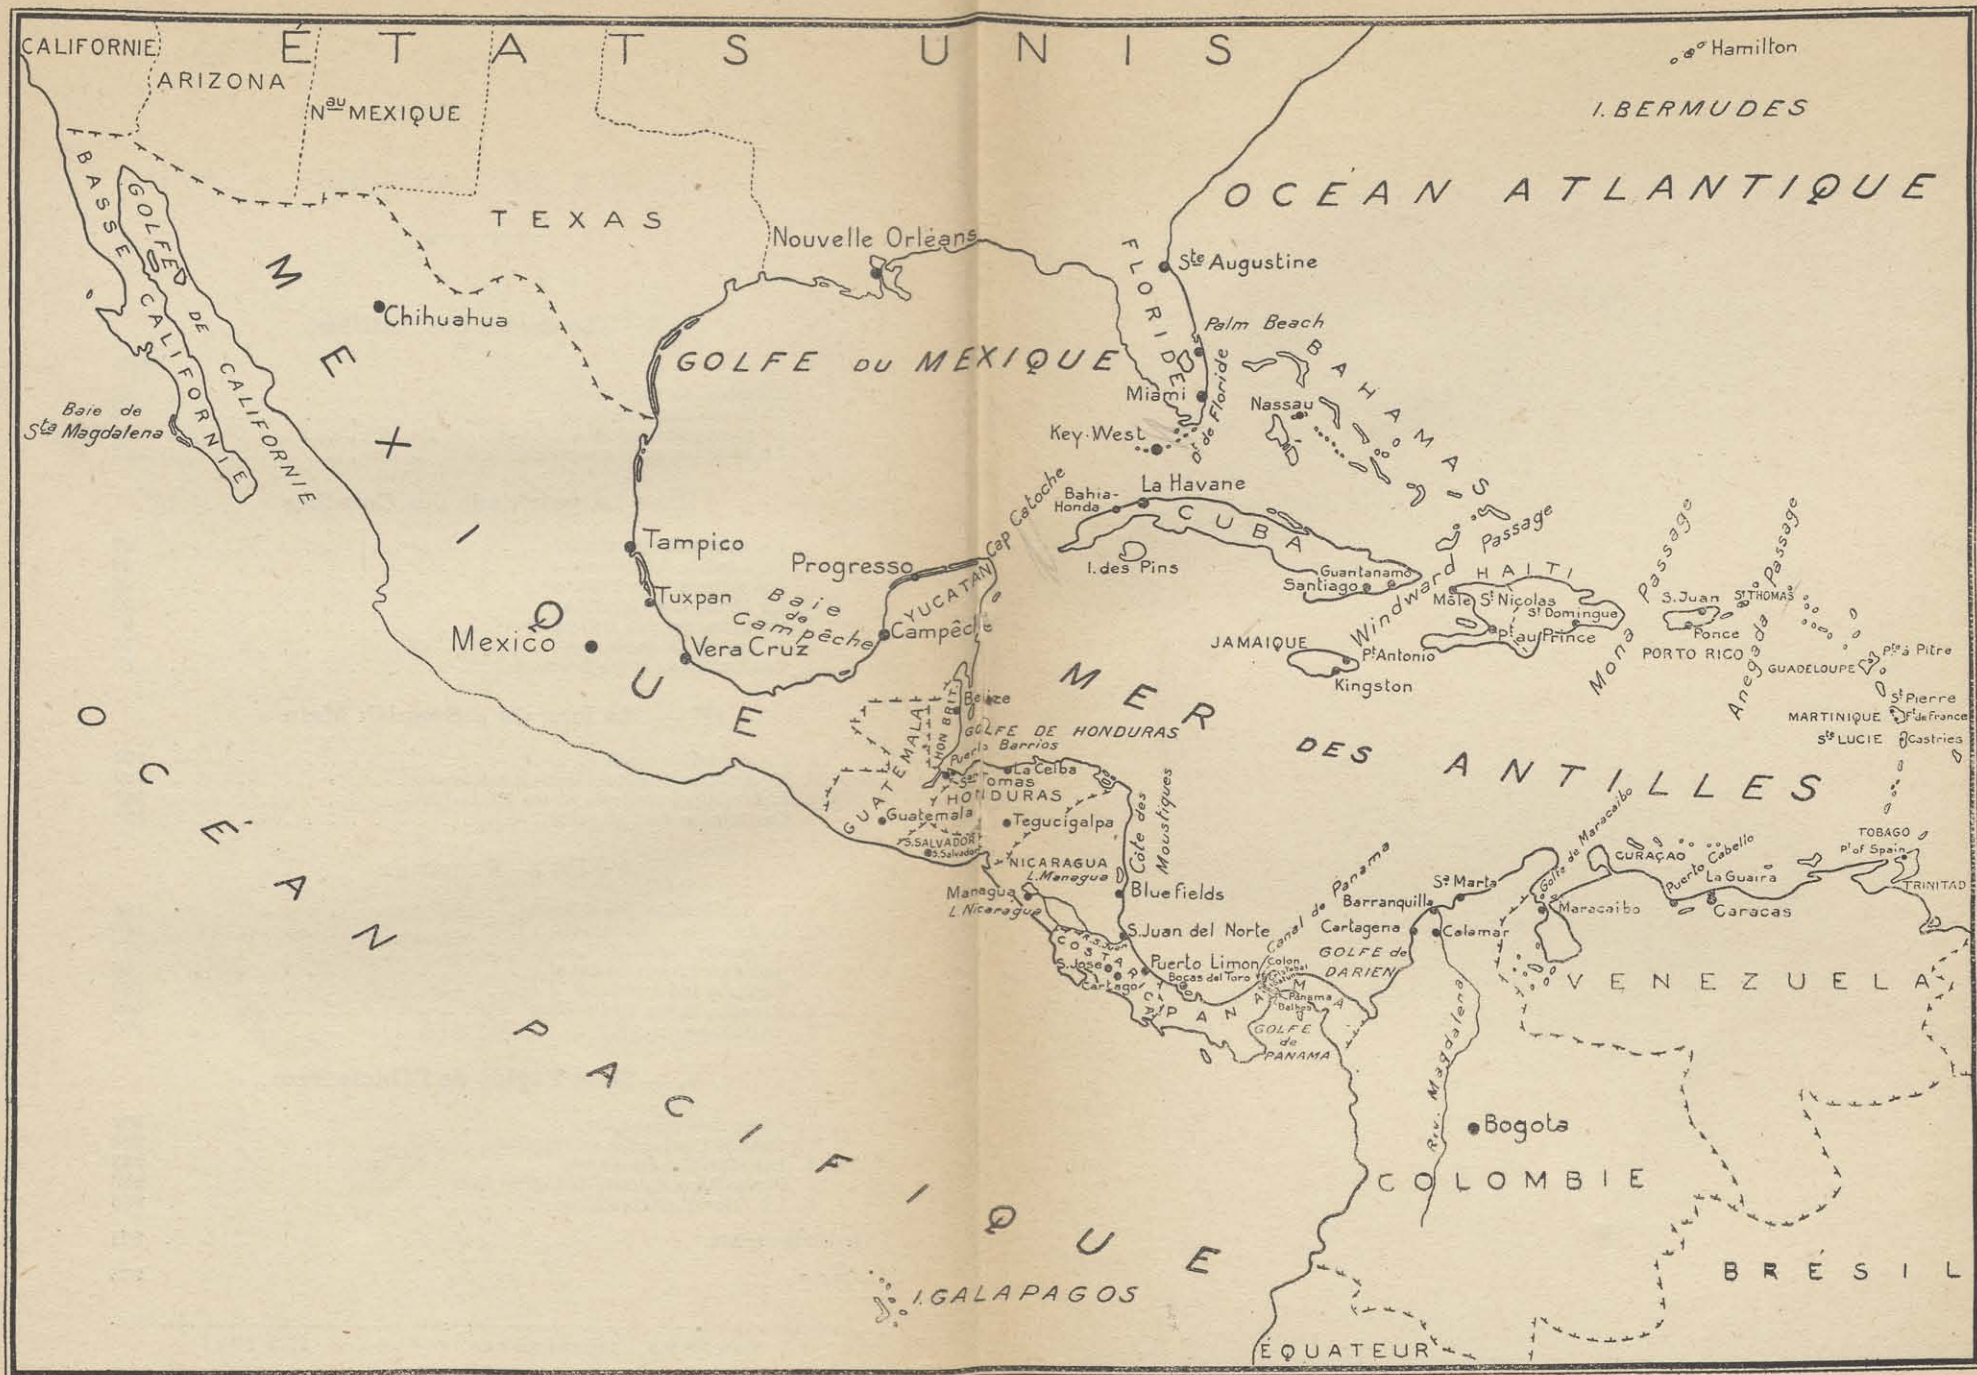 ÉTATS UNIS
CALIFORNIE
ARIZONA
Nau MEXIQUE
TEXAS
Hamilton
I. BERMUDES
OCÉAN ATLANTIQUE
BASSE CALIFORNIE
GOLFE DE CALIFORNIE
MEXIQUE
Chihuahua
Nouvelle Orléans
FLORIDE
Ste Augustine
Palm Beach
GOLFE DU MEXIQUE
Miami
Dt de Floride
BAHAMAS
Nassau
Key-West
Baie de
Sta Magdalena
La Havane
Bahia-
Honda
CUBA
Cap Catoche
I. des Pins
Tampico
Progresso
YUCATAN
Tuxpan
Baie
de
Campêche
Campêche
Mexico
Vera Cruz
Guantanamo
Santiago
Windward Passage
HAITI
Môle St Nicolas
St Domingue
Pt au Prince
Mona Passage
S. Juan
Ponce
PORTO RICO
St THOMAS
Anegada Passage
JAMAIQUE
Pt Antonio
Kingston
GUADELOUPE
Pte à Pitre
St Pierre
MARTINIQUE
Ft de France
Ste LUCIE
Castries
MER DES ANTILLES
Belize
HON BRIT
GUATEMALA
GOLFE DE HONDURAS
Puerto Barrios
Sto Tomas
La Ceiba
HONDURAS
Guatemala
Tegucigalpa
S. SALVADOR
S. Salvador
Côte des
Moustiques
NICARAGUA
L. Managua
Managua
L. Nicaragua
Bluefields
R. S. Juan
S. Juan del Norte
COSTA RICA
S. José
Cartago
Puerto Limon
Bocas del Toro
Canal de Panama
Colon
PANAMA
Panama
Balboa
GOLFE
de
PANAMA
GOLFE de
DARIEN
Sa Marta
Barranquilla
Cartagena
Calamar
Golfe de Maracaibo
Maracaibo
CURAÇAO
Puerto Cabello
La Guaira
Caracas
TOBAGO
Pt of Spain
TRINITAD
VENEZUELA
Riv. Magdalena
Bogota
COLOMBIE
BRÉSIL
OCÉAN PACIFIQUE
I. GALAPAGOS
ÉQUATEUR